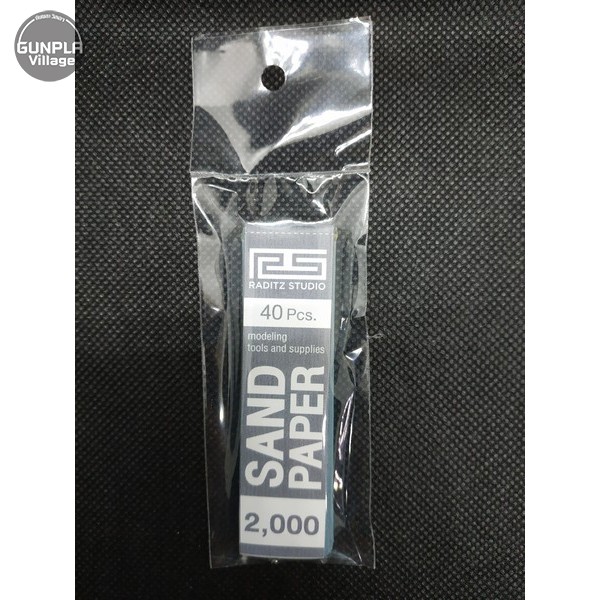 GUNPLA
Village
RADITZ STUDIO
40 Pcs.
modeling
tools and supplies
SAND
PAPER
2,000